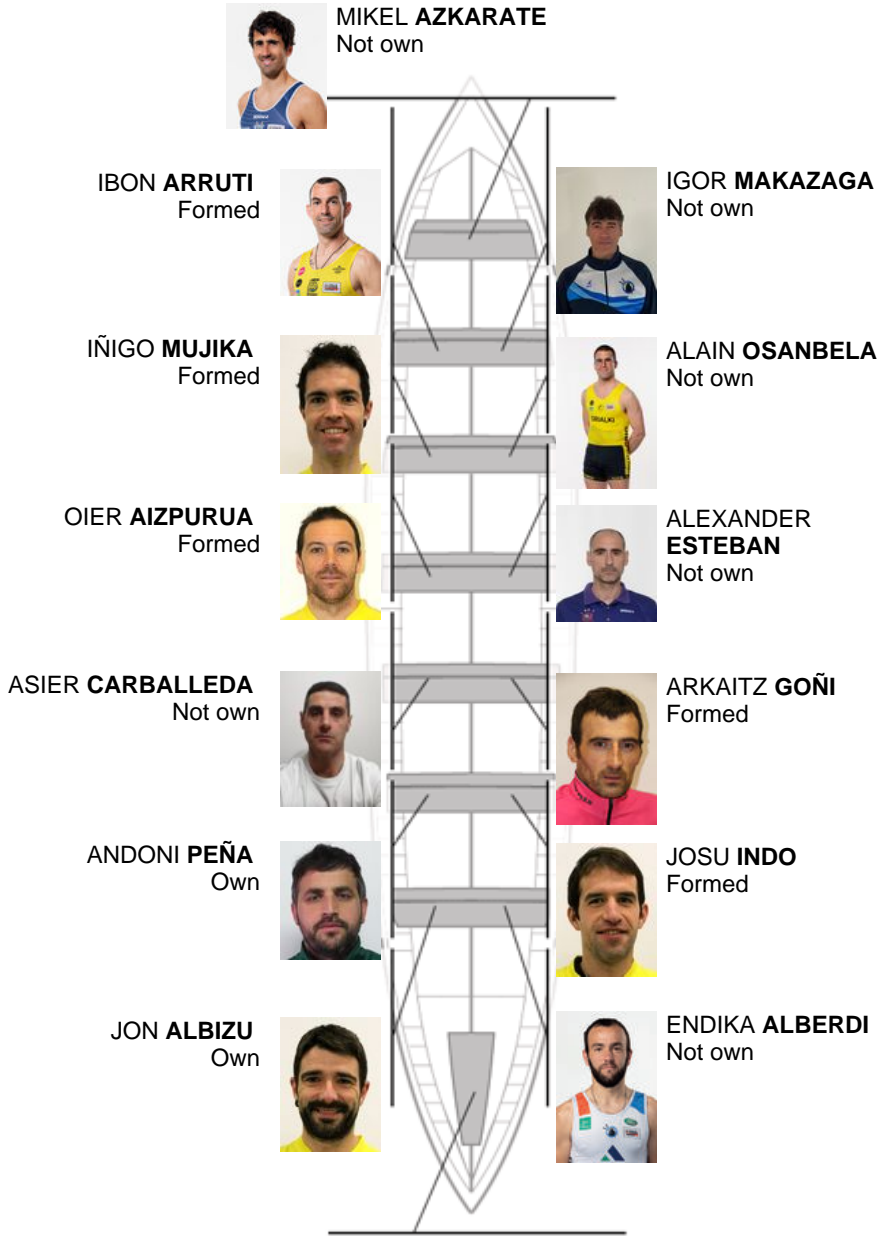 MIKEL AZKARATE
Not own
IBON ARRUTI
Formed
IGOR MAKAZAGA
Not own
IÑIGO MUJIKA
Formed
ALAIN OSANBELA
Not own
OIER AIZPURUA
Formed
ALEXANDER
ESTEBAN
Not own
ASIER CARBALLEDA
Not own
ARKAITZ GOÑI
Formed
ANDONI PEÑA
Own
JOSU INDO
Formed
JON ALBIZU
Own
ENDIKA ALBERDI
Not own